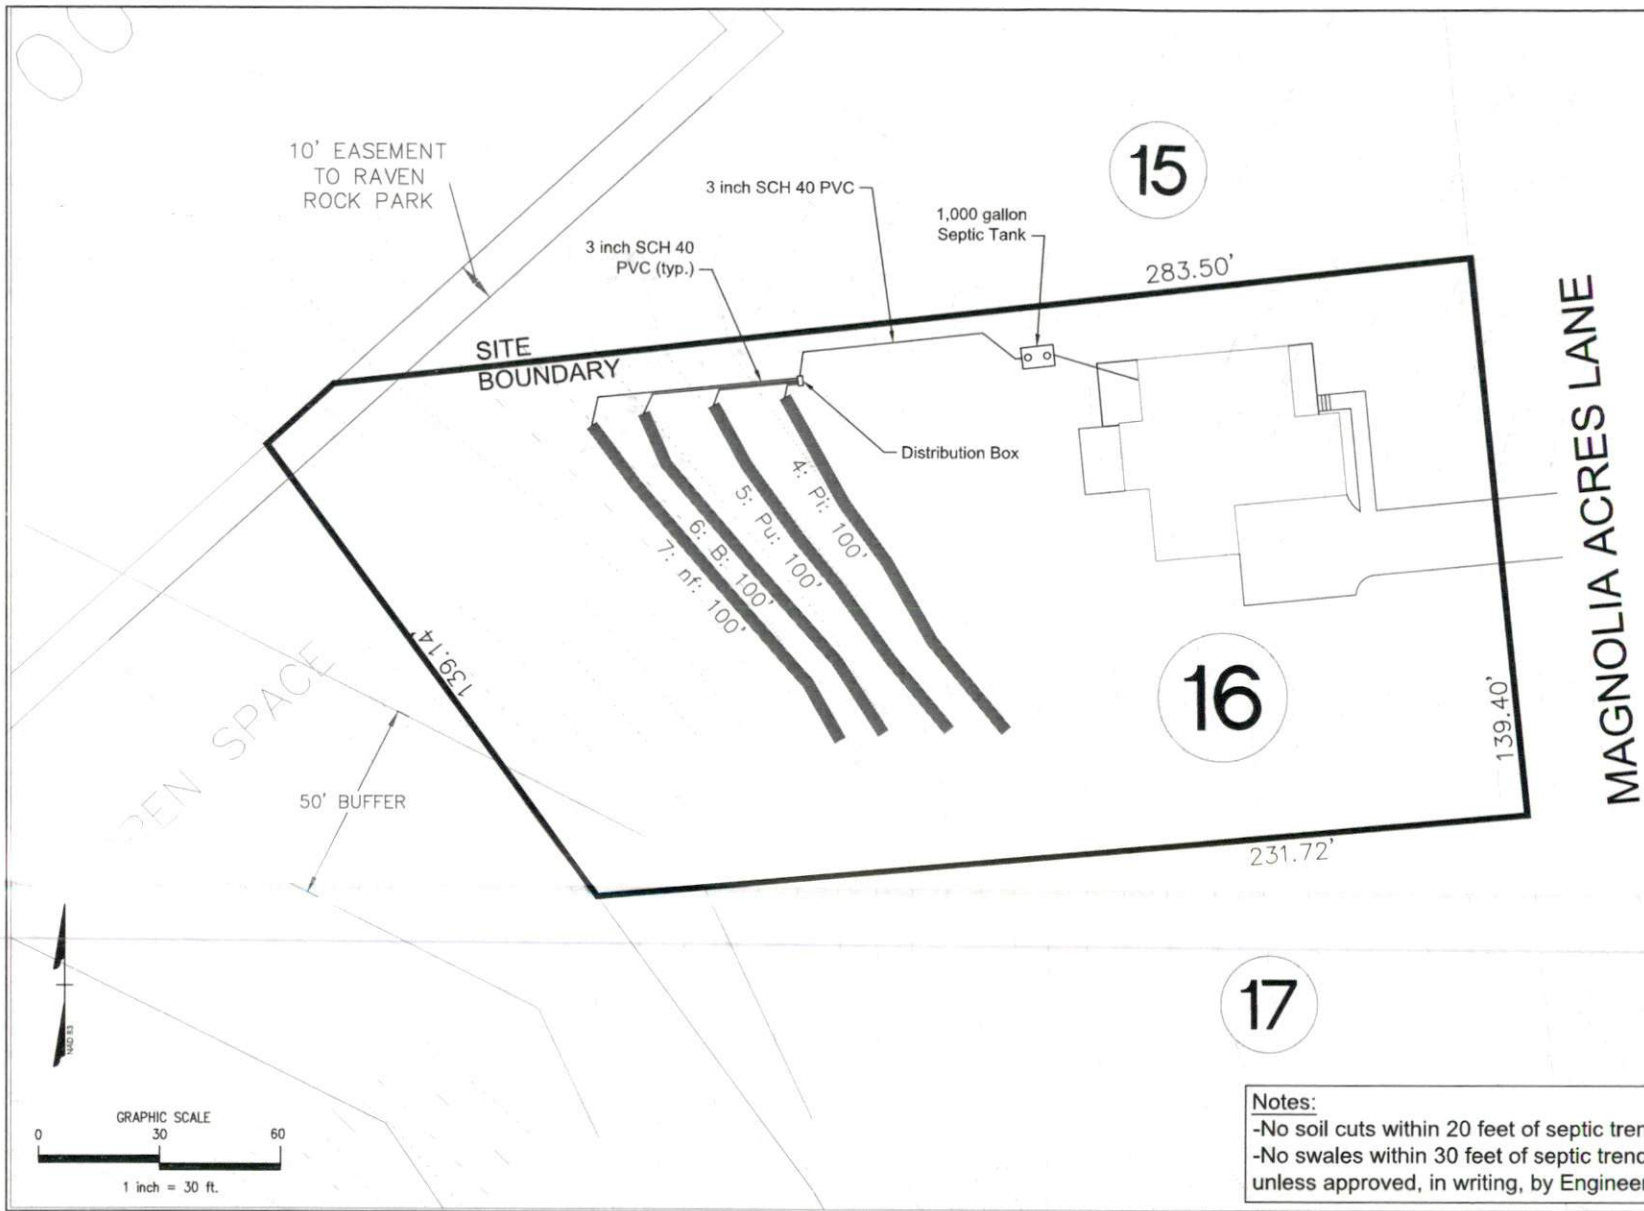 10' EASEMENT
TO RAVEN
ROCK PARK
3 inch SCH 40 PVC
15
1,000 gallon
Septic Tank
3 inch SCH 40
PVC (typ.)
283.50'
SITE
BOUNDARY
MAGNOLIA ACRES LANE
Distribution Box
4: Pi: 100'
5: Pu: 100'
6: B: 100'
7: nf: 100'
139.14'
SPACE
16
139.40'
50' BUFFER
231.72'
NAD 83
17
GRAPHIC SCALE
0 30 60
1 inch = 30 ft.
Notes:
-No soil cuts within 20 feet of septic
-No swales within 30 feet of septic
unless approved, in writing, by Engineer